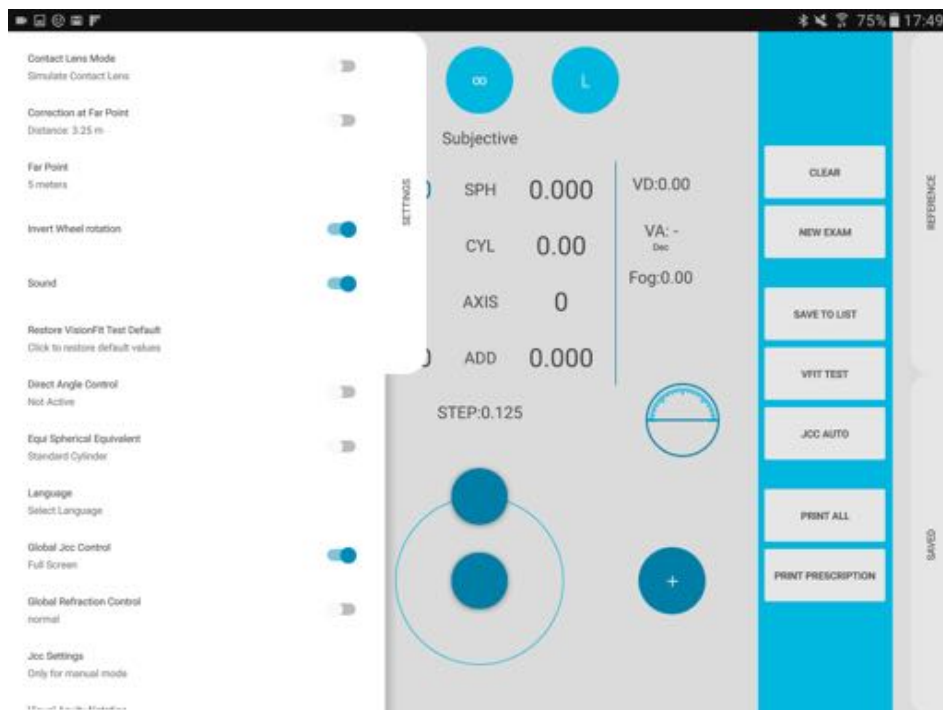 75% 17:49
Contact Lens Mode
Simulate Contact Lens
Correction at Far Point
Distance: 3.25 m
Far Point
5 meters
Invert Wheel rotation
Sound
Restore VisionFit Test Default
Click to restore default values
Direct Angle Control
Not Active
Equi Spherical Equivalent
Standard Cylinder
Language
Select Language
Global Jcc Control
Full Screen
Global Refraction Control
normal
Jcc Settings
Only for manual mode
SETTINGS
∞ L
Subjective
SPH 0.000
CYL 0.00
AXIS 0
ADD 0.000
VD:0.00
VA: -
Dec
Fog:0.00
STEP:0.125
+
CLEAR
NEW EXAM
SAVE TO LIST
VFIT TEST
JCC AUTO
PRINT ALL
PRINT PRESCRIPTION
REFERENCE
SAVED